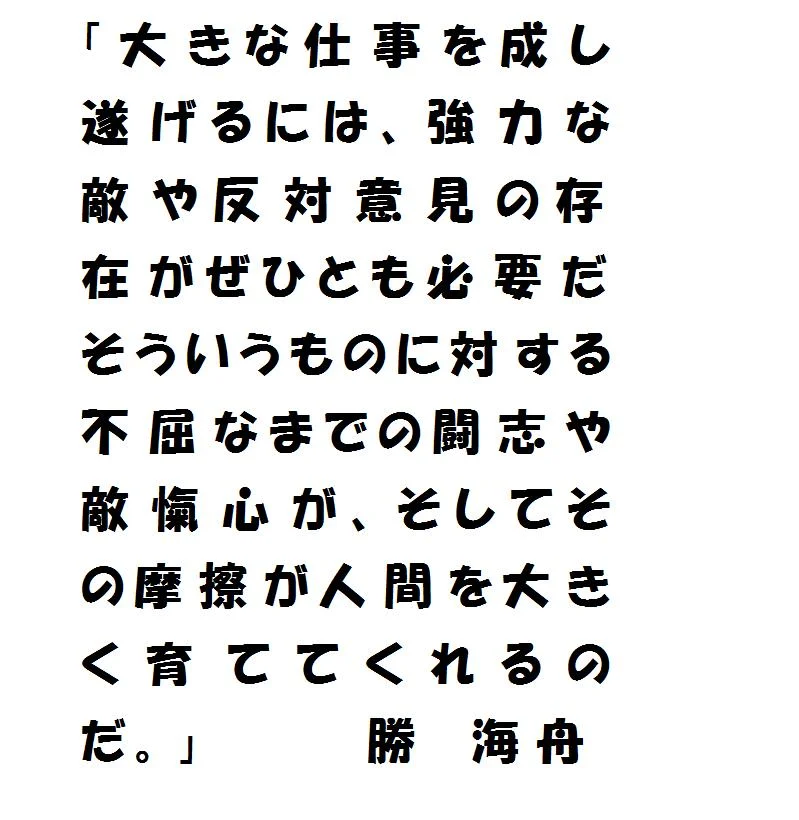 「大きな仕事を成し
遂げるには、強力な
敵や反対意見の存
在がぜひとも必要だ
そういうものに対する
不屈なまでの闘志や
敵愾心が、そしてそ
の摩擦が人間を大き
く育ててくれるの
だ。」　　　勝　海舟